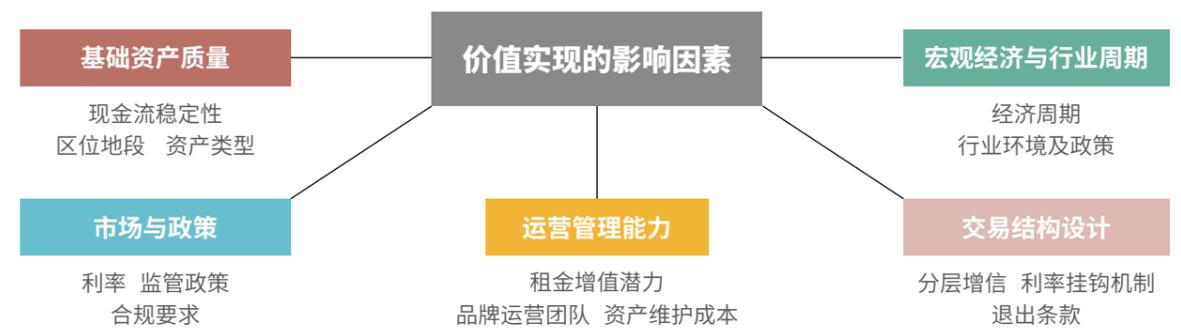 价值实现的影响因素
基础资产质量
现金流稳定性
区位地段 资产类型
宏观经济与行业周期
经济周期
行业环境及政策
市场与政策
利率 监管政策
合规要求
运营管理能力
租金增值潜力
品牌运营团队 资产维护成本
交易结构设计
分层增信 利率挂钩机制
退出条款